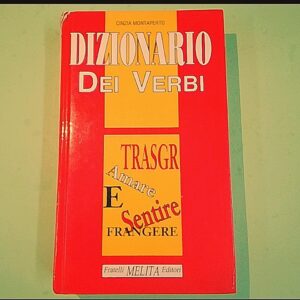 CINZIA MONTAPERTO
DIZIONARIO
DEI VERBI
TRASGR
Amare
E
Sentire
FRANGERE
Fratelli MELITA Editori